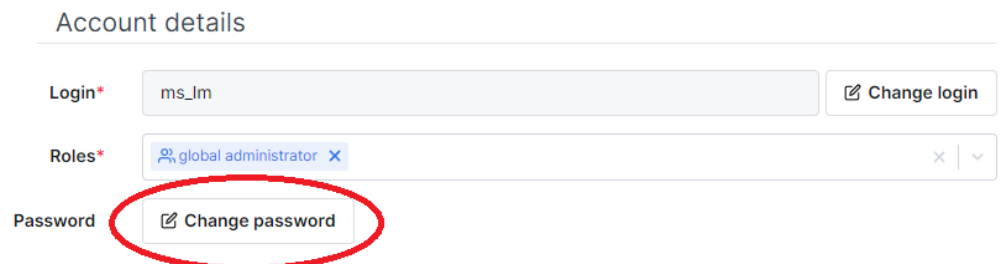 Account details
Login* ms_lm Change login
Roles* global administrator
Password Change password